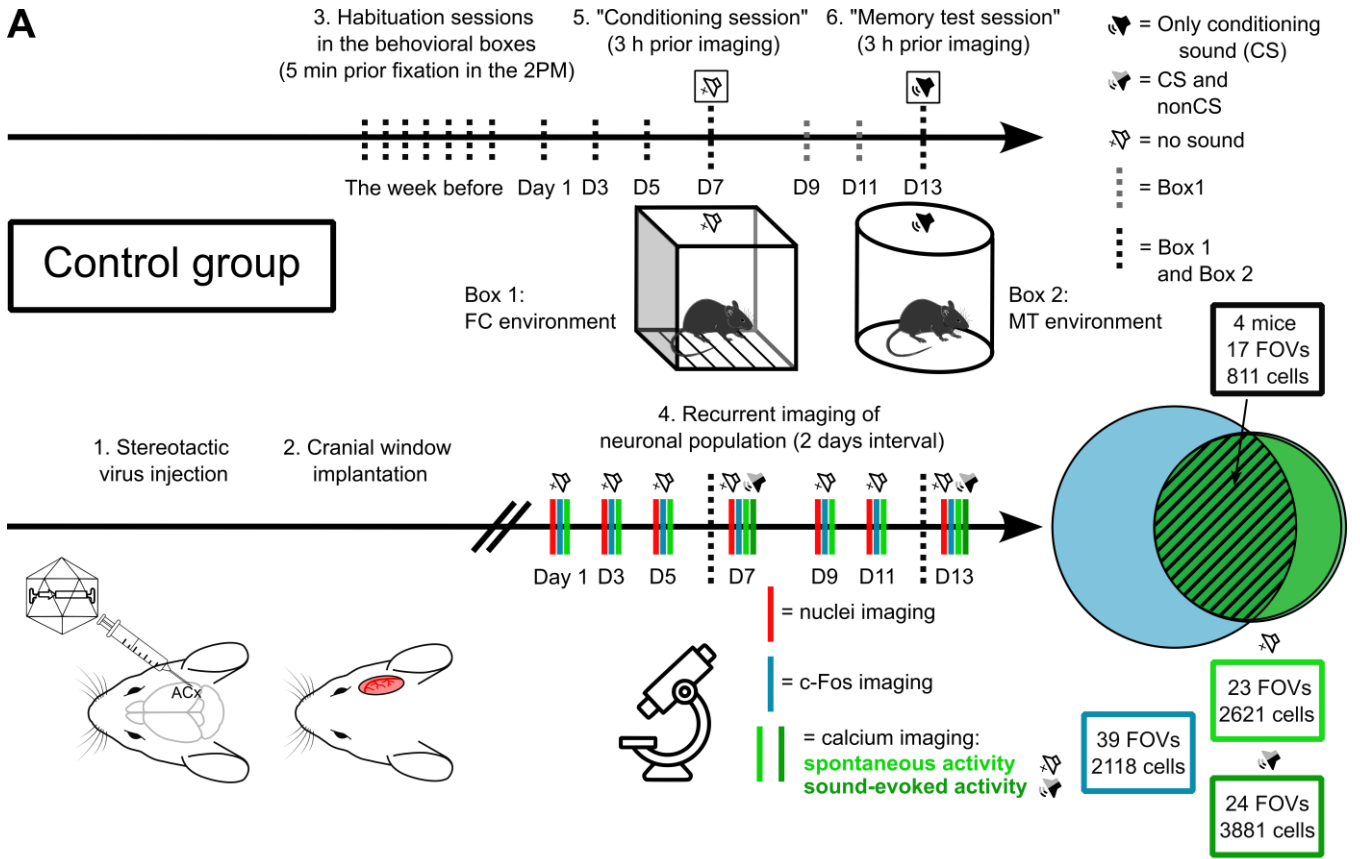 A
3. Habituation sessions
in the behovioral boxes
(5 min prior fixation in the 2PM)
5. "Conditioning session"
(3 h prior imaging)
6. "Memory test session"
(3 h prior imaging)
= Only conditioning
sound (CS)
= CS and
nonCS
= no sound
= Box1
= Box 1
and Box 2
The week before
Day 1
D3
D5
D7
D9
D11
D13
Control group
Box 1:
FC environment
Box 2:
MT environment
4 mice
17 FOVs
811 cells
1. Stereotactic
virus injection
2. Cranial window
implantation
4. Recurrent imaging of
neuronal population (2 days interval)
Day 1
D3
D5
D7
D9
D11
D13
ACx
= nuclei imaging
= c-Fos imaging
= calcium imaging:
spontaneous activity
sound-evoked activity
39 FOVs
2118 cells
23 FOVs
2621 cells
24 FOVs
3881 cells